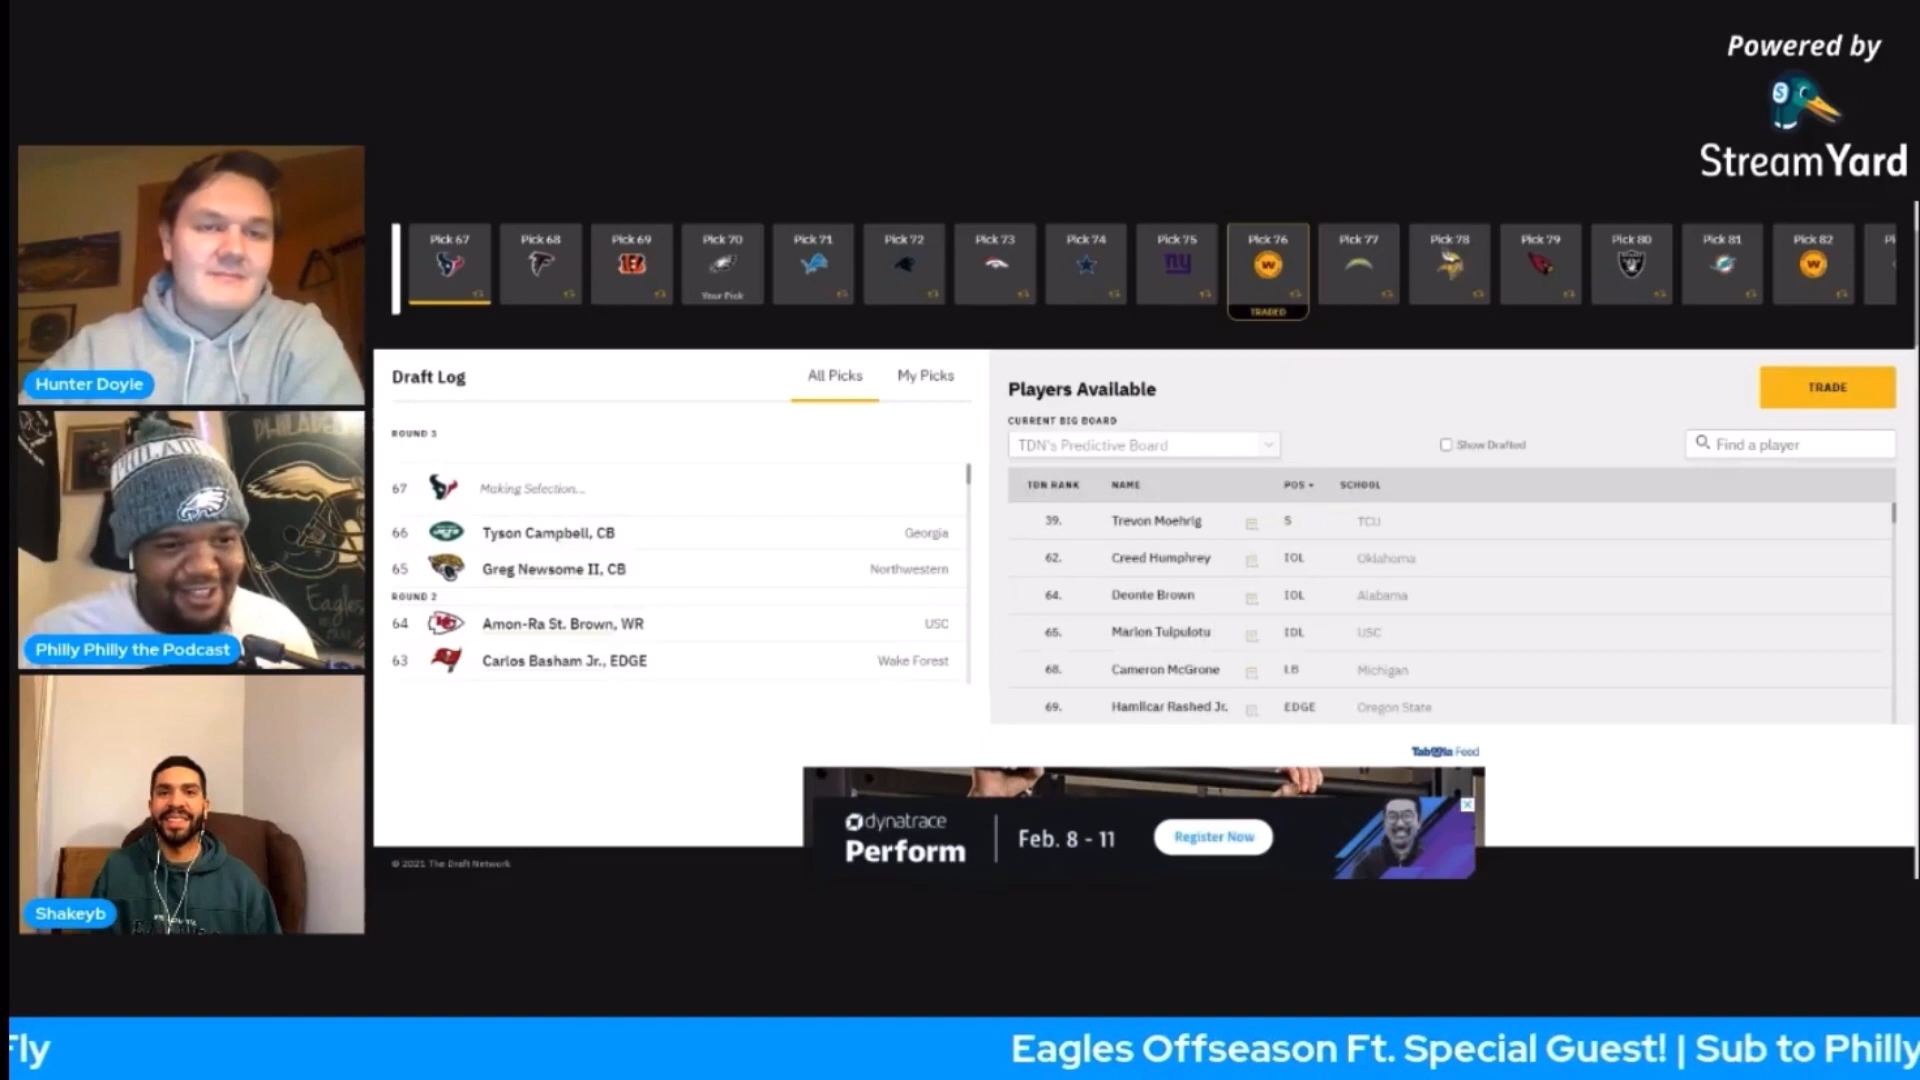 Powered by
StreamYard
Pick 67
Pick 68
Pick 69
Pick 70
Pick 71
Pick 72
Pick 73
Pick 74
Pick 75
Pick 76
Pick 77
Pick 78
Pick 79
Pick 80
Pick 81
Pick 82
Your Pick
TRADED
Hunter Doyle
PHILADE
Eagles
Philly Philly the Podcast
Shakeyb
Draft Log
All Picks
My Picks
ROUND 3
67 Making Selection...
66 Tyson Campbell, CB Georgia
65 Greg Newsome II, CB Northwestern
ROUND 2
64 Amon-Ra St. Brown, WR USC
63 Carlos Basham Jr., EDGE Wake Forest
Players Available
TRADE
CURRENT BIG BOARD
TDN's Predictive Board
Show Drafted
Find a player
TDN RANK NAME POS SCHOOL
39. Trevon Moehrig S TCU
62. Creed Humphrey IOL Oklahoma
64. Deonte Brown IOL Alabama
65. Marlon Tuipulotu IDL USC
68. Cameron McGrone LB Michigan
69. Hamilcar Rashed Jr. EDGE Oregon State
Taboola Feed
dynatrace
Perform
Feb. 8 - 11
Register Now
© 2021 The Draft Network
Fly
Eagles Offseason Ft. Special Guest! | Sub to Philly